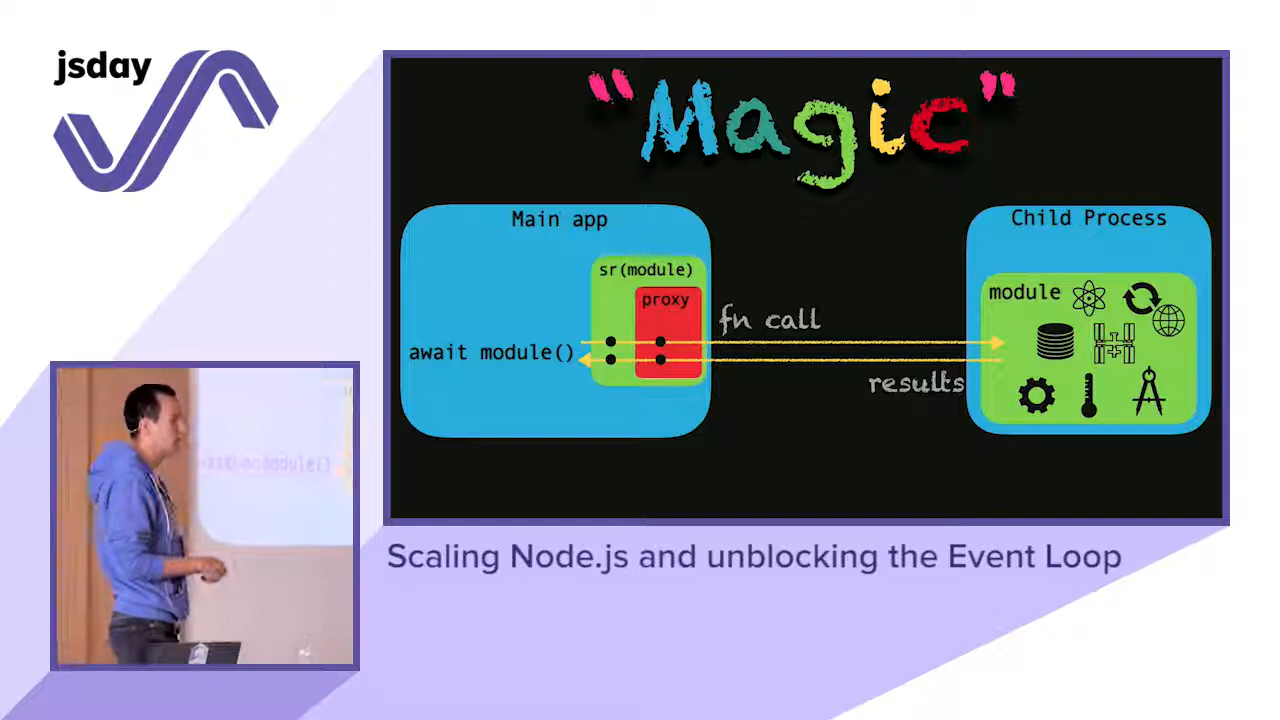 jsday
"Magic"
Main app
Child Process
sr(module)
proxy
module
fn call
await module()
results
module()
Scaling Node.js and unblocking the Event Loop